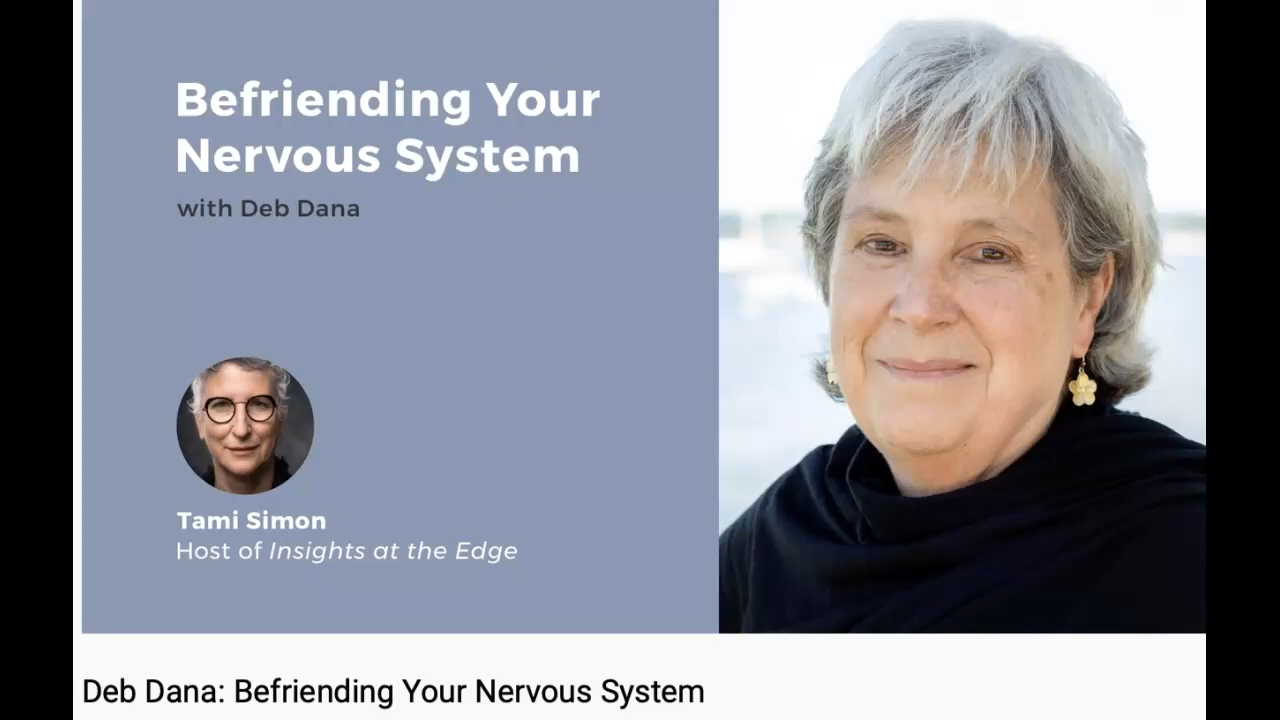 Befriending Your
Nervous System
with Deb Dana
Tami Simon
Host of Insights at the Edge
Deb Dana: Befriending Your Nervous System